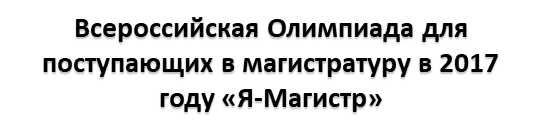 Всероссийская Олимпиада для
поступающих в магистратуру в 2017
году «Я-Магистр»